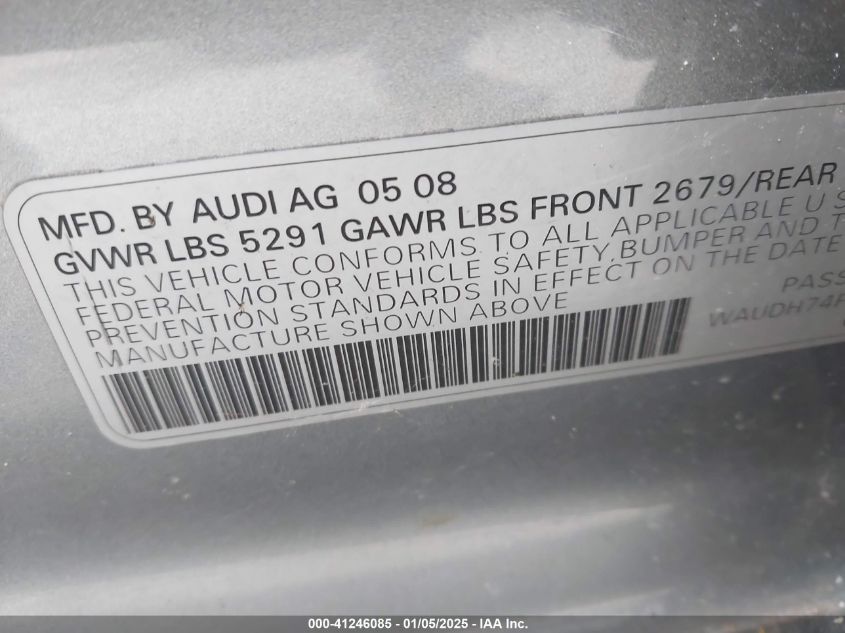 MFD. BY AUDI AG 05 08
GVWR LBS 5291 GAWR LBS FRONT 2679/REAR
THIS VEHICLE CONFORMS TO ALL APPLICABLE U S
FEDERAL MOTOR VEHICLE SAFETY, BUMPER AND T
PREVENTION STANDARDS IN EFFECT ON THE DATE
MANUFACTURE SHOWN ABOVE
PASS
WAUDH74F
000-41246085 - 01/05/2025 - IAA Inc.